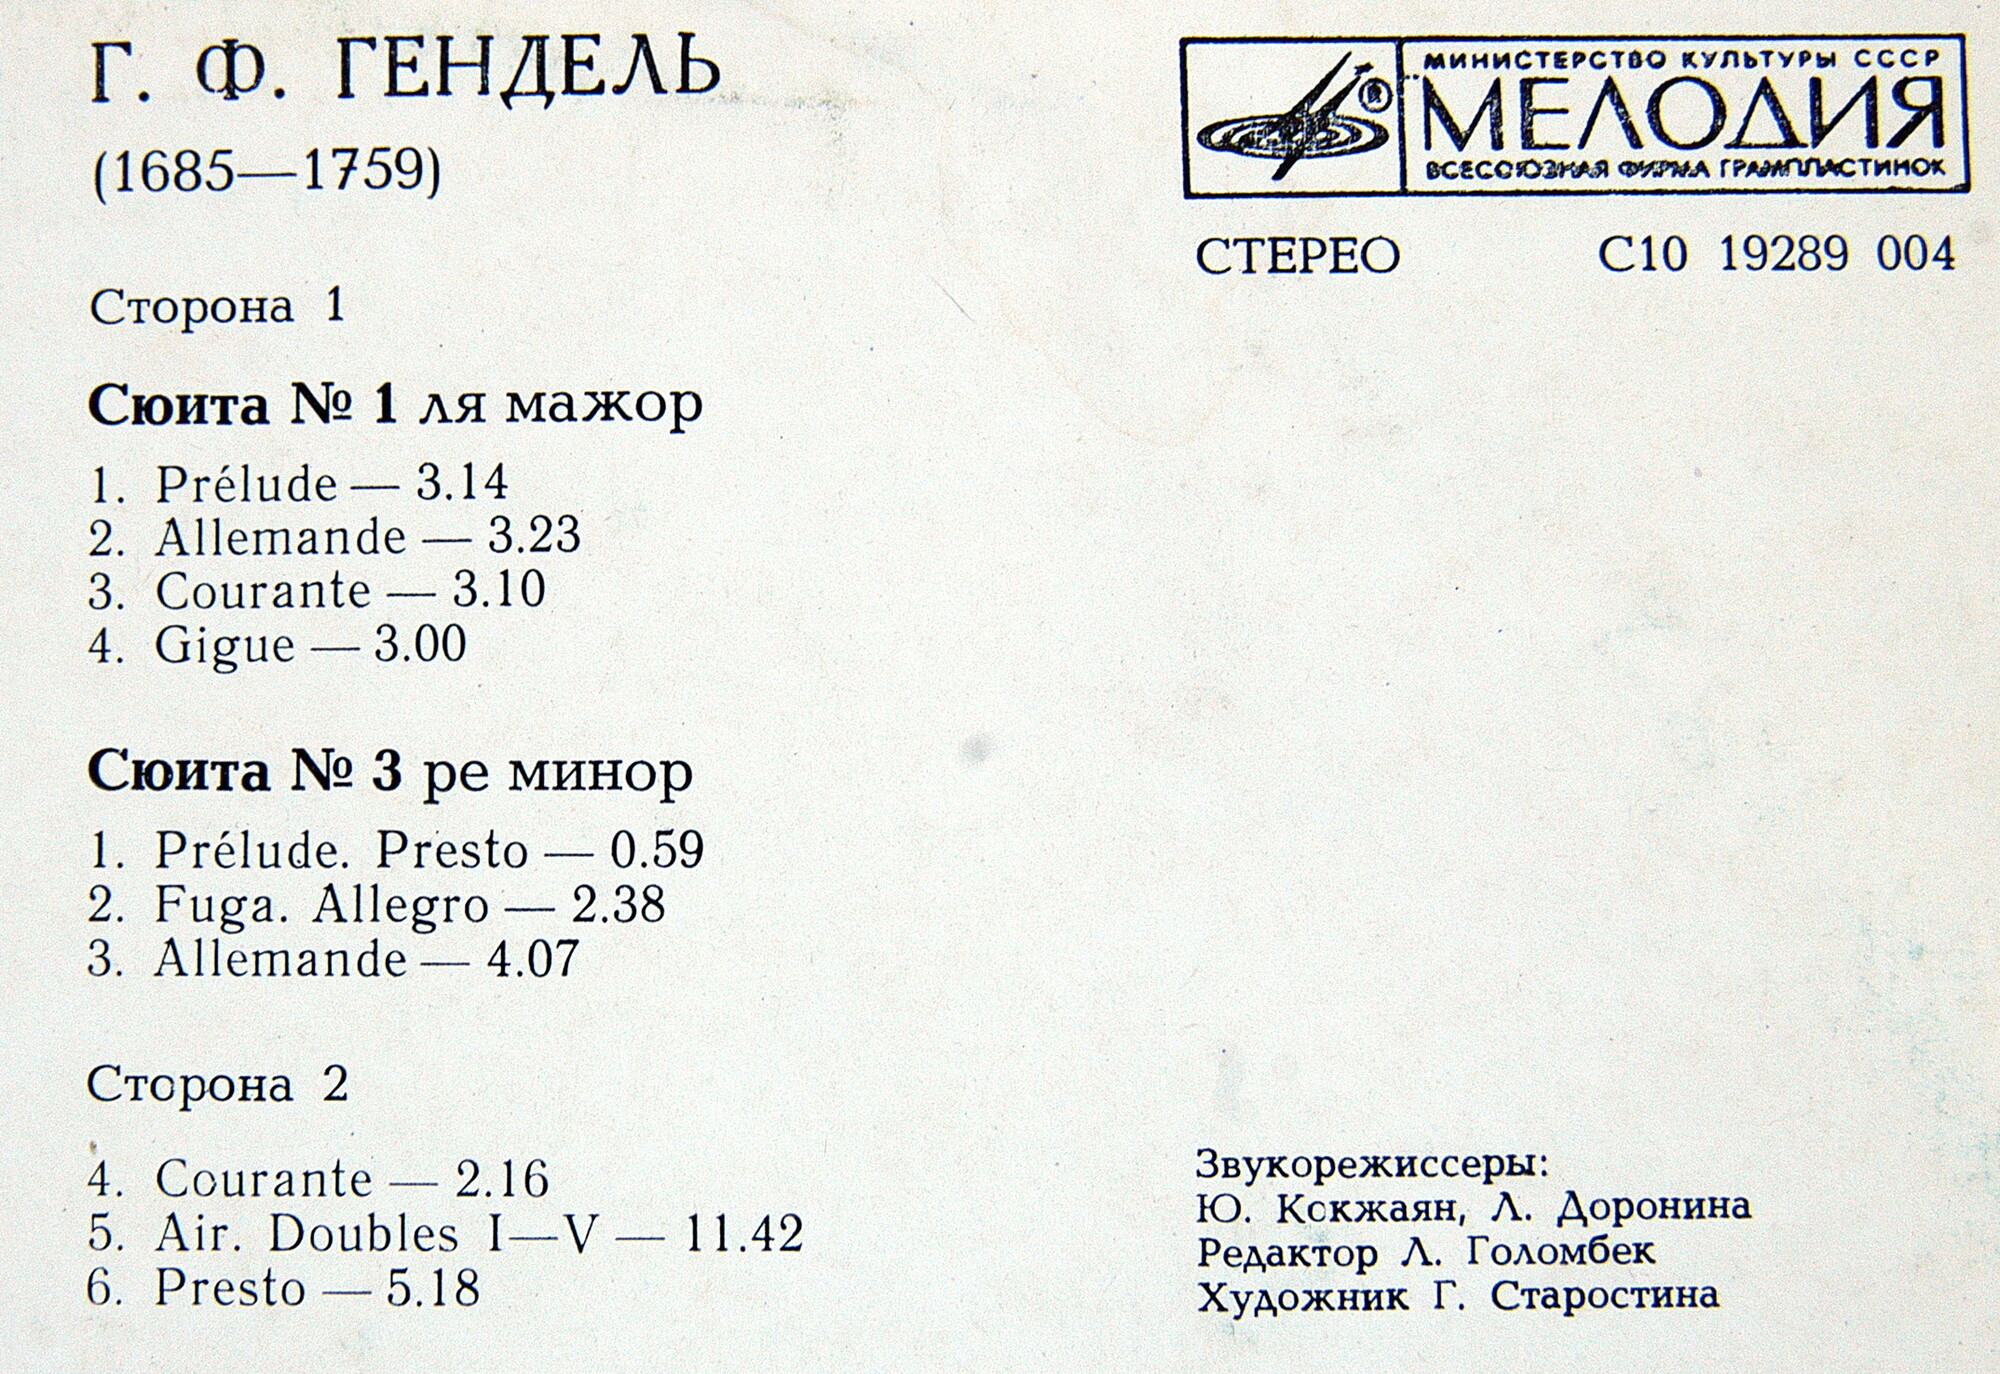 Г. Ф. ГЕНДЕЛЬ
(1685—1759)
Сторона 1
Сюита № 1 ля мажор
1. Prélude — 3.14
2. Allemande — 3.23
3. Courante — 3.10
4. Gigue — 3.00
Сюита № 3 ре минор
1. Prélude. Presto — 0.59
2. Fuga. Allegro — 2.38
3. Allemande — 4.07
Сторона 2
4. Courante — 2.16
5. Air. Doubles I—V — 11.42
6. Presto — 5.18
МИНИСТЕРСТВО КУЛЬТУРЫ СССР
МЕЛОДИЯ
ВСЕСОЮЗНАЯ ФИРМА ГРАМПЛАСТИНОК
СТЕРЕО С10 19289 004
Звукорежиссеры:
Ю. Кокжаян, Л. Доронина
Редактор Л. Голомбек
Художник Г. Старостина